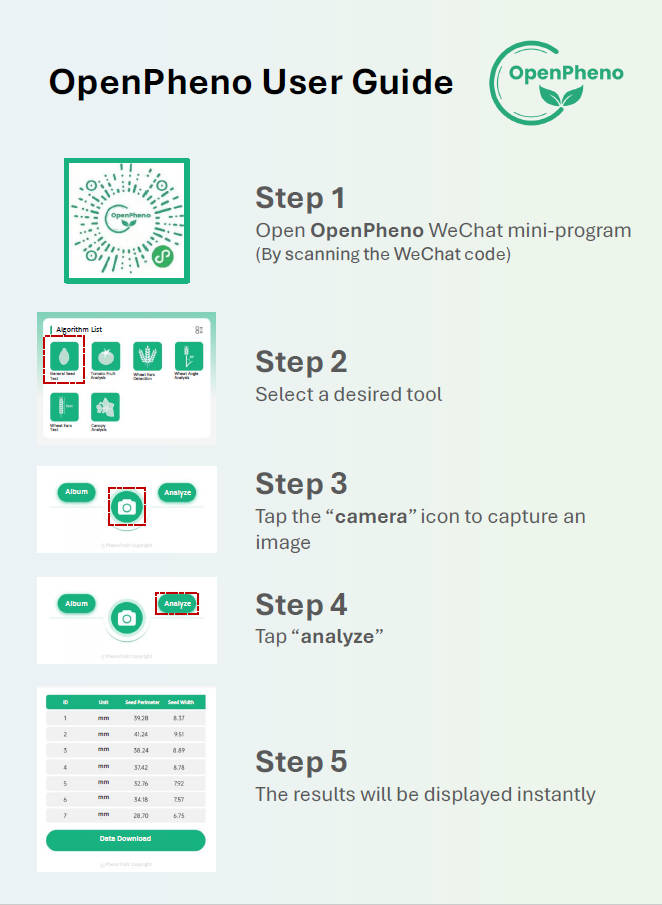 OpenPheno User Guide
OpenPheno
OpenPheno
Step 1
Open OpenPheno WeChat mini-program
(By scanning the WeChat code)
Algorithm List
General Seed
Test
Tomato Fruit
Analysis
Wheat Ears
Detection
Wheat Angle
Analysis
Wheat Ears
Test
Canopy
Analysis
Step 2
Select a desired tool
Album
Analyze
Step 3
Tap the “camera” icon to capture an
image
Album
Analyze
Step 4
Tap “analyze”
ID Unit Seed Perimeter Seed Width
1 mm 39.28 8.37
2 mm 41.24 9.51
3 mm 38.24 8.89
4 mm 37.42 8.78
5 mm 32.76 7.92
6 mm 34.18 7.57
7 mm 28.70 6.75
Data Download
Step 5
The results will be displayed instantly